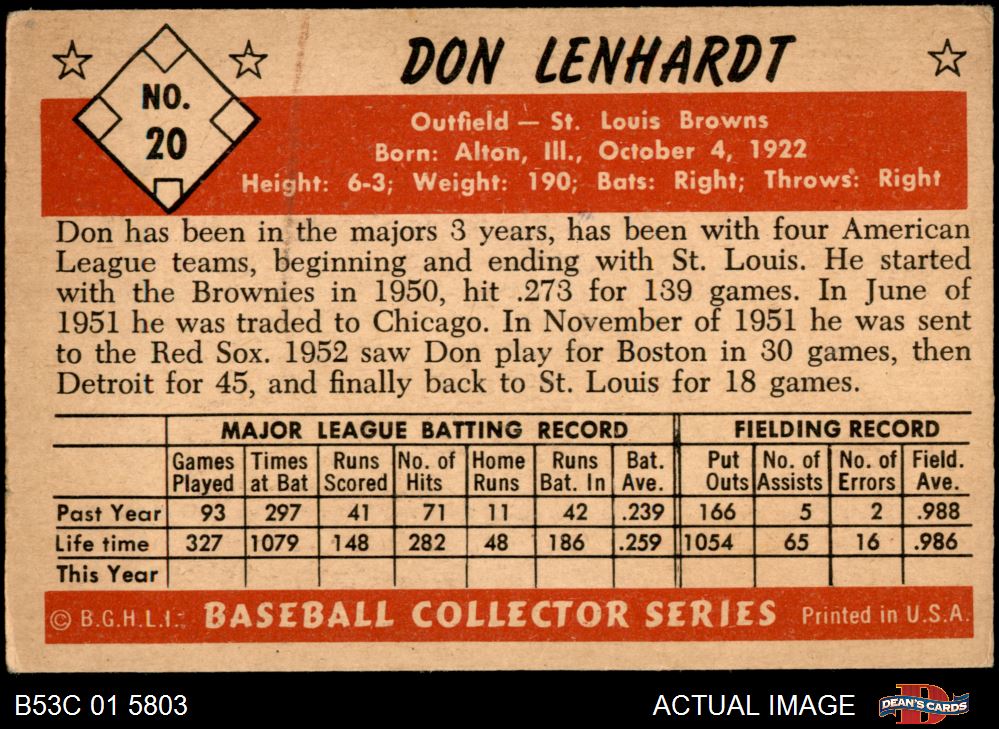 DON LENHARDT
NO.
20
Outfield — St. Louis Browns
Born: Alton, Ill., October 4, 1922
Height: 6-3; Weight: 190; Bats: Right; Throws: Right
Don has been in the majors 3 years, has been with four American
League teams, beginning and ending with St. Louis. He started
with the Brownies in 1950, hit .273 for 139 games. In June of
1951 he was traded to Chicago. In November of 1951 he was sent
to the Red Sox. 1952 saw Don play for Boston in 30 games, then
Detroit for 45, and finally back to St. Louis for 18 games.
MAJOR LEAGUE BATTING RECORD FIELDING RECORD
Games Times Runs No. of Home Runs Bat. Put No. of No. of Field.
Played at Bat Scored Hits Runs Bat. In Ave. Outs Assists Errors Ave.
Past Year 93 297 41 71 11 42 .239 166 5 2 .988
Life time 327 1079 148 282 48 186 .259 1054 65 16 .986
This Year
© B.G.H.L.I. BASEBALL COLLECTOR SERIES Printed in U.S.A.
B53C 01 5803 ACTUAL IMAGE DEAN'S CARDS